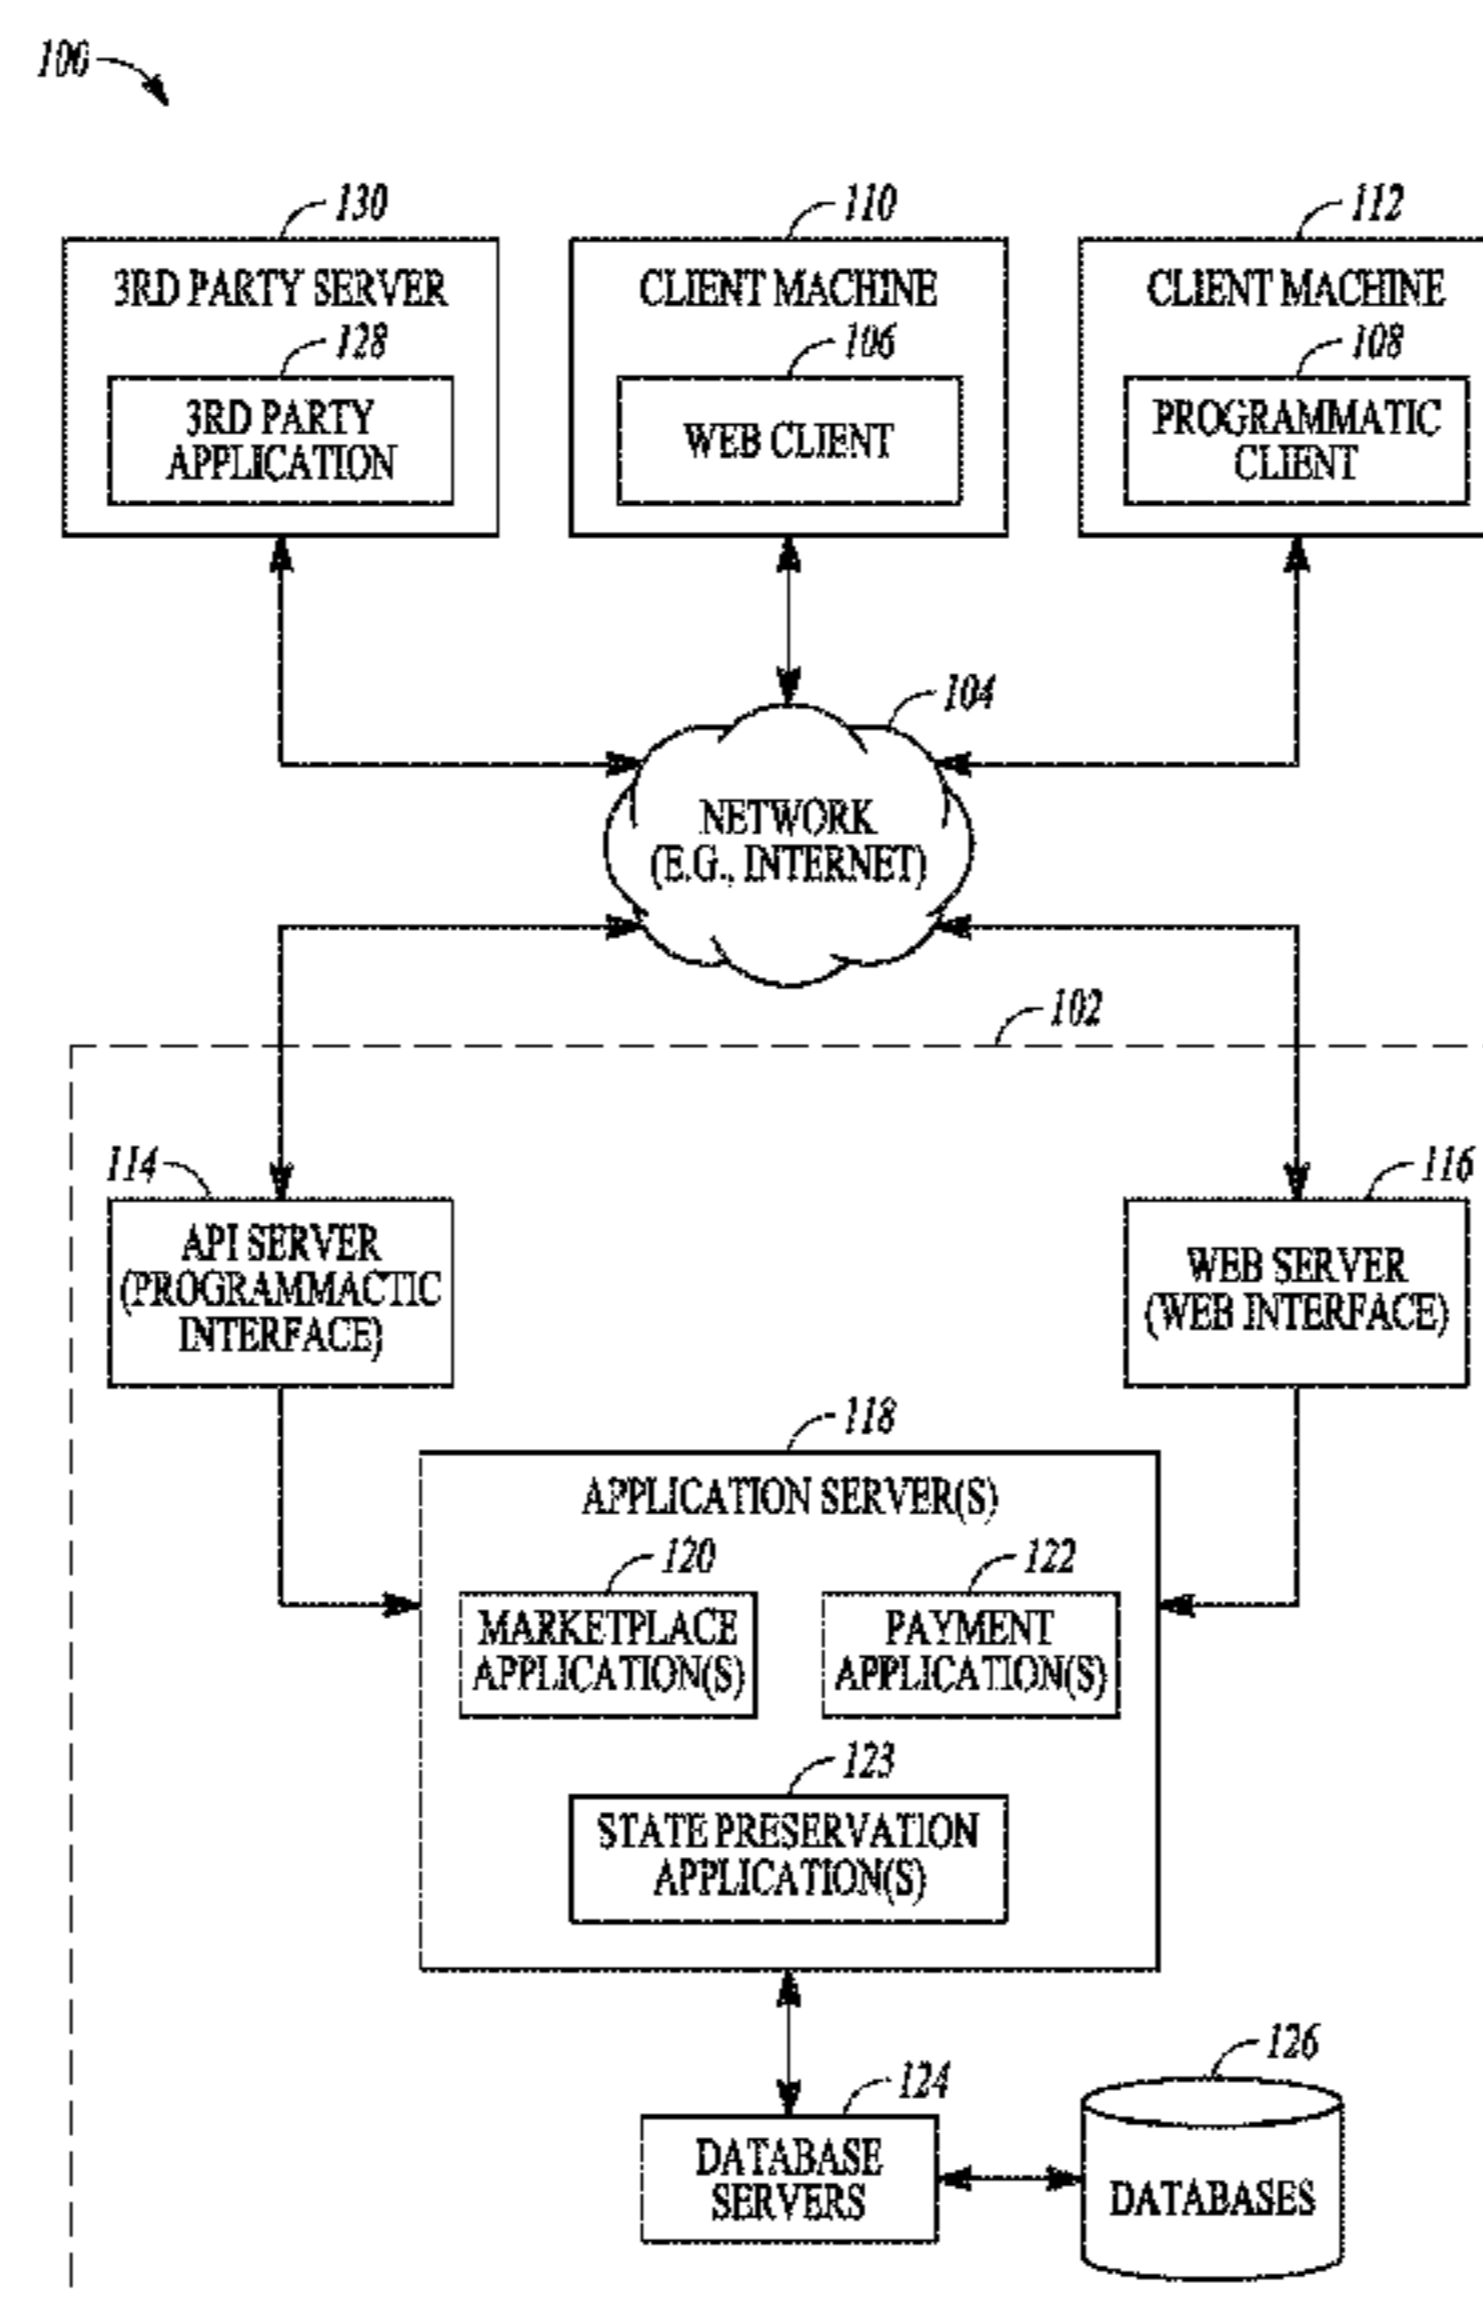 100
130
3RD PARTY SERVER
128
3RD PARTY
APPLICATION
110
CLIENT MACHINE
106
WEB CLIENT
112
CLIENT MACHINE
108
PROGRAMMATIC
CLIENT
104
NETWORK
(E.G., INTERNET)
102
114
API SERVER
(PROGRAMMACTIC
INTERFACE)
116
WEB SERVER
(WEB INTERFACE)
118
APPLICATION SERVER(S)
120
MARKETPLACE
APPLICATION(S)
122
PAYMENT
APPLICATION(S)
123
STATE PRESERVATION
APPLICATION(S)
124
DATABASE
SERVERS
126
DATABASES